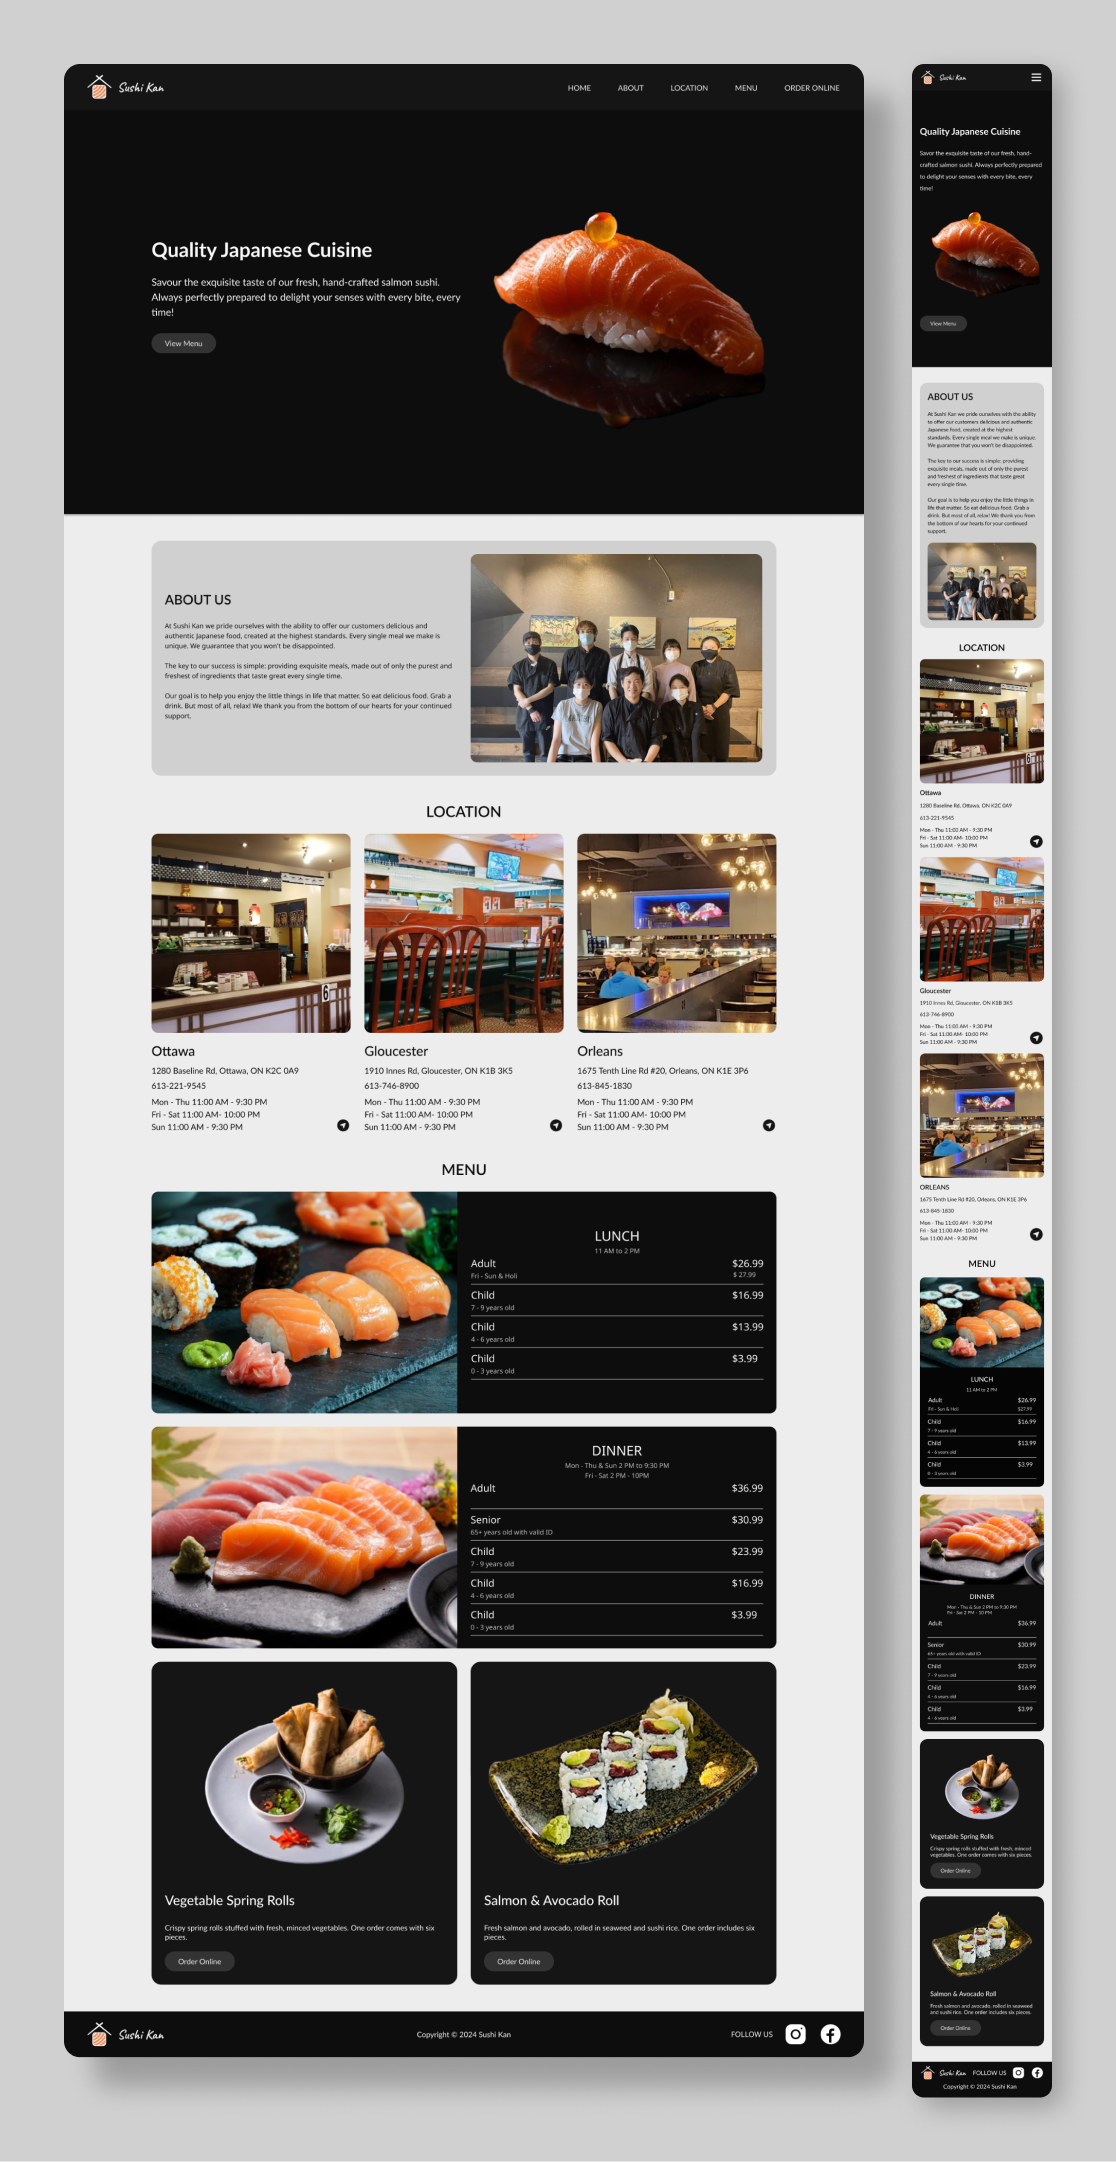 Sushi Kan
HOME ABOUT LOCATION MENU ORDER ONLINE
Quality Japanese Cuisine
Savour the exquisite taste of our fresh, hand-crafted salmon sushi.
Always perfectly prepared to delight your senses with every bite, every
time!
View Menu
ABOUT US
At Sushi Kan we pride ourselves with the ability to offer our customers delicious and
authentic Japanese food, created at the highest standards. Every single meal we make is
unique. We guarantee that you won't be disappointed.
The key to our success is simple: providing exquisite meals, made out of only the purest and
freshest of ingredients that taste great every single time.
Our goal is to help you enjoy the little things in life that matter. So eat delicious food. Grab a
drink. But most of all, relax! We thank you from the bottom of our hearts for your continued
support.
LOCATION
6
Ottawa
1280 Baseline Rd, Ottawa, ON K2C 0A9
613-221-9545
Mon - Thu 11:00 AM - 9:30 PM
Fri - Sat 11:00 AM- 10:00 PM
Sun 11:00 AM - 9:30 PM
Gloucester
1910 Innes Rd, Gloucester, ON K1B 3K5
613-746-8900
Mon - Thu 11:00 AM - 9:30 PM
Fri - Sat 11:00 AM- 10:00 PM
Sun 11:00 AM - 9:30 PM
Orleans
1675 Tenth Line Rd #20, Orleans, ON K1E 3P6
613-845-1830
Mon - Thu 11:00 AM - 9:30 PM
Fri - Sat 11:00 AM- 10:00 PM
Sun 11:00 AM - 9:30 PM
MENU
LUNCH
11 AM to 2 PM
Adult $26.99
Fri - Sun & Holi $ 27.99
Child $16.99
7 - 9 years old
Child $13.99
4 - 6 years old
Child $3.99
0 - 3 years old
DINNER
Mon - Thu & Sun 2 PM to 9:30 PM
Fri - Sat 2 PM - 10PM
Adult $36.99
Senior $30.99
65+ years old with valid ID
Child $23.99
7 - 9 years old
Child $16.99
4 - 6 years old
Child $3.99
0 - 3 years old
Vegetable Spring Rolls
Crispy spring rolls stuffed with fresh, minced vegetables. One order comes with six
pieces.
Order Online
Salmon & Avocado Roll
Fresh salmon and avocado, rolled in seaweed and sushi rice. One order includes six
pieces.
Order Online
Sushi Kan
Copyright © 2024 Sushi Kan
FOLLOW US
Sushi Kan
Quality Japanese Cuisine
Savor the exquisite taste of our fresh, hand-
crafted salmon sushi. Always perfectly prepared
to delight your senses with every bite, every
time!
View Menu
ABOUT US
At Sushi Kan we pride ourselves with the ability
to offer our customers delicious and authentic
Japanese food, created at the highest
standards. Every single meal we make is unique.
We guarantee that you won't be disappointed.
The key to our success is simple: providing
exquisite meals, made out of only the purest
and freshest of ingredients that taste great
every single time.
Our goal is to help you enjoy the little things in
life that matter. So eat delicious food. Grab a
drink. But most of all, relax! We thank you from
the bottom of our hearts for your continued
support.
LOCATION
6
Ottawa
1280 Baseline Rd, Ottawa, ON K2C 0A9
613-221-9545
Mon - Thu 11:00 AM - 9:30 PM
Fri - Sat 11:00 AM- 10:00 PM
Sun 11:00 AM - 9:30 PM
Gloucester
1910 Innes Rd, Gloucester, ON K1B 3K5
613-746-8900
Mon - Thu 11:00 AM - 9:30 PM
Fri - Sat 11:00 AM- 10:00 PM
Sun 11:00 AM - 9:30 PM
ORLEANS
1675 Tenth Line Rd #20, Orleans, ON K1E 3P6
613-845-1830
Mon - Thu 11:00 AM - 9:30 PM
Fri - Sat 11:00 AM- 10:00 PM
Sun 11:00 AM - 9:30 PM
MENU
LUNCH
11 AM to 2 PM
Adult $26.99
Fri - Sun & Holi $27.99
Child $16.99
7 - 9 years old
Child $13.99
4 - 6 years old
Child $3.99
0 - 3 years old
DINNER
Mon - Thu & Sun 2 PM to 9:30 PM
Fri - Sat 2 PM - 10 PM
Adult $36.99
Senior $30.99
65+ years old with valid ID
Child $23.99
7 - 9 years old
Child $16.99
4 - 6 years old
Child $3.99
4 - 6 years old
Vegetable Spring Rolls
Crispy spring rolls stuffed with fresh, minced
vegetables. One order comes with six pieces.
Order Online
Salmon & Avocado Roll
Fresh salmon and avocado, rolled in seaweed
and sushi rice. One order includes six pieces.
Order Online
Sushi Kan FOLLOW US
Copyright © 2024 Sushi Kan